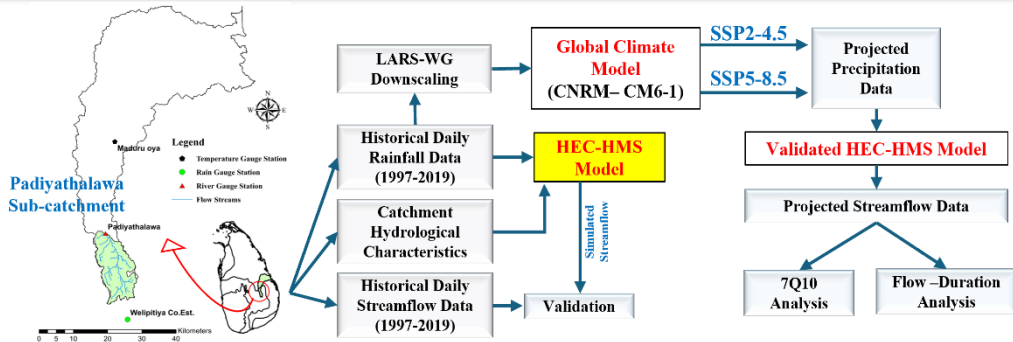 N
W
E
S
Maduru oya
Legend
Temperature Gauge Station
Rain Gauge Station
River Gauge Station
Flow Streams
Padiyathalawa
Sub-catchment
Padiyathalawa
Welipitiya Co.Est.
Kilometers
0 5 10 20 30 40
LARS-WG
Downscaling
Historical Daily
Rainfall Data
(1997-2019)
Catchment
Hydrological
Characteristics
Historical Daily
Streamflow Data
(1997-2019)
Global Climate
Model
(CNRM– CM6-1)
HEC-HMS
Model
Simulated
Streamflow
Validation
SSP2-4.5
SSP5-8.5
Projected
Precipitation
Data
Validated HEC-HMS Model
Projected Streamflow Data
7Q10
Analysis
Flow –Duration
Analysis